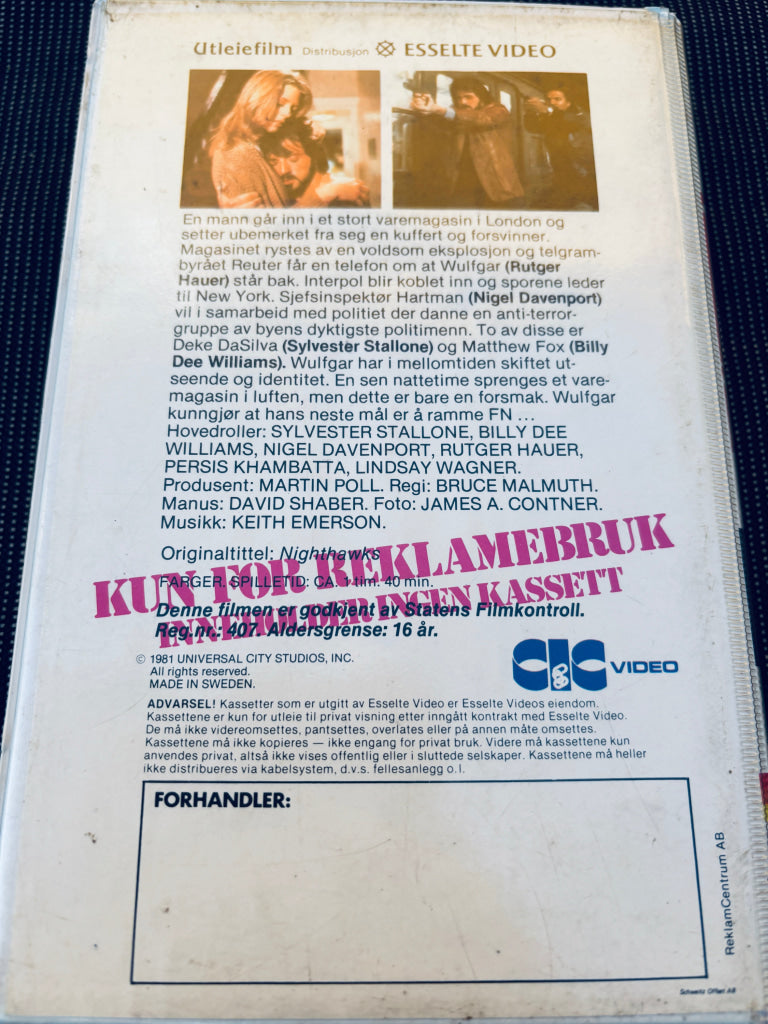 Utleiefilm Distribusjon ESSELTE VIDEO
En mann går inn i et stort varemagasin i London og
setter ubemerket fra seg en kuffert og forsvinner.
Magasinet rystes av en voldsom eksplosjon og telgram-
byrået Reuter får en telefon om at Wulfgar (Rutger
Hauer) står bak. Interpol blir koblet inn og sporene leder
til New York. Sjefsinspektør Hartman (Nigel Davenport)
vil i samarbeid med politiet der danne en anti-terror-
gruppe av byens dyktigste politimenn. To av disse er
Deke DaSilva (Sylvester Stallone) og Matthew Fox (Billy
Dee Williams). Wulfgar har i mellomtiden skiftet ut-
seende og identitet. En sen nattetime sprenges et vare-
magasin i luften, men dette er bare en forsmak. Wulfgar
kunngjør at hans neste mål er å ramme FN ...
Hovedroller: SYLVESTER STALLONE, BILLY DEE
WILLIAMS, NIGEL DAVENPORT, RUTGER HAUER,
PERSIS KHAMBATTA, LINDSAY WAGNER.
Produsent: MARTIN POLL. Regi: BRUCE MALMUTH.
Manus: DAVID SHABER. Foto: JAMES A. CONTNER.
Musikk: KEITH EMERSON.
Originaltittel: Nighthawks
KUN FOR REKLAMEBRUK
FARGER. SPILLETID: CA. 1 tim. 40 min.
INNEHOLDER INGEN KASSETT
Denne filmen er godkjent av Statens Filmkontroll.
Reg.nr.: 407. Aldersgrense: 16 år.
© 1981 UNIVERSAL CITY STUDIOS, INC.
All rights reserved.
MADE IN SWEDEN.
CIC VIDEO
ADVARSEL! Kassetter som er utgitt av Esselte Video er Esselte Videos eiendom.
Kassettene er kun for utleie til privat visning etter inngått kontrakt med Esselte Video.
De må ikke videreomsettes, pantsettes, overlates eller på annen måte omsettes.
Kassettene må ikke kopieres — ikke engang for privat bruk. Videre må kassettene kun
anvendes privat, altså ikke vises offentlig eller i sluttede selskaper. Kassettene må heller
ikke distribueres via kabelsystem, d.v.s. fellesanlegg o.l.
FORHANDLER:
ReklamCentrum AB
Schweitz Offset AB